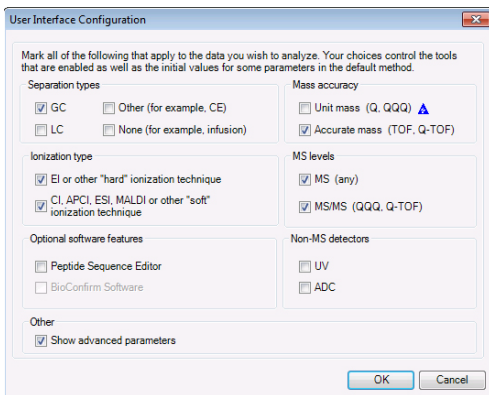 User Interface Configuration
Mark all of the following that apply to the data you wish to analyze. Your choices control the tools
that are enabled as well as the initial values for some parameters in the default method.
Separation types
GC
Other (for example, CE)
LC
None (for example, infusion)
Mass accuracy
Unit mass (Q, QQQ)
Accurate mass (TOF, Q-TOF)
Ionization type
EI or other "hard" ionization technique
CI, APCI, ESI, MALDI or other "soft"
ionization technique
MS levels
MS (any)
MS/MS (QQQ, Q-TOF)
Optional software features
Peptide Sequence Editor
BioConfirm Software
Non-MS detectors
UV
ADC
Other
Show advanced parameters
OK
Cancel